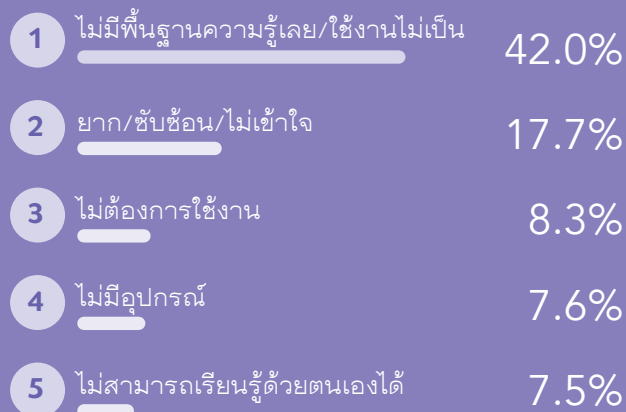 1 ไม่มีพื้นฐานความรู้เลย/ใช้งานไม่เป็น 42.0%
2 ยาก/ซับซ้อน/ไม่เข้าใจ 17.7%
3 ไม่ต้องการใช้งาน 8.3%
4 ไม่มีอุปกรณ์ 7.6%
5 ไม่สามารถเรียนรู้ด้วยตนเองได้ 7.5%